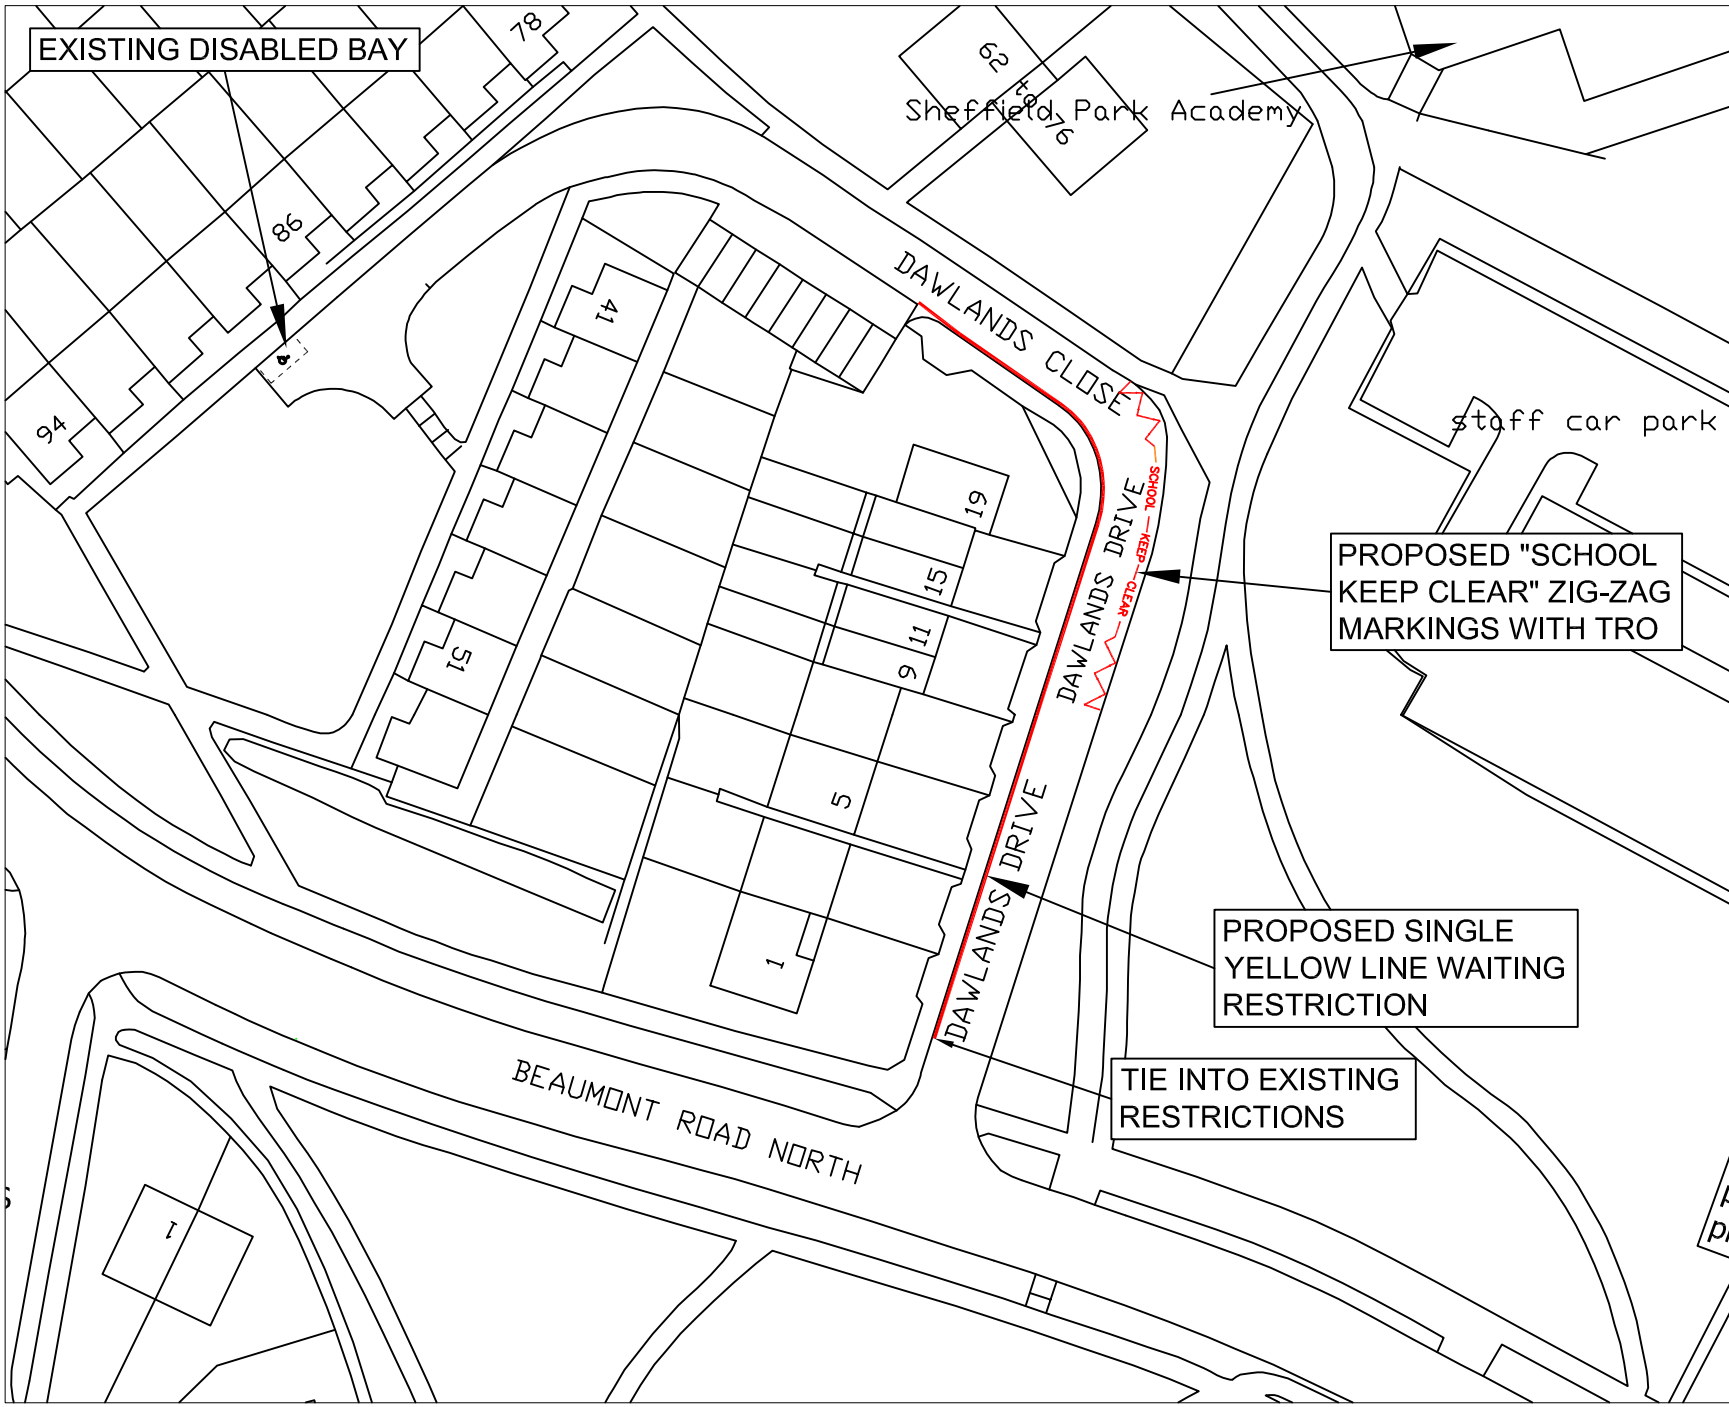 EXISTING DISABLED BAY
78
62 to 76
Sheffield Park Academy
86
41
DAWLANDS CLOSE
94
staff car park
19
SCHOOL KEEP CLEAR
DAWLANDS DRIVE
PROPOSED "SCHOOL
KEEP CLEAR" ZIG-ZAG
MARKINGS WITH TRO
15
11
9
51
5
DAWLANDS DRIVE
DAWLANDS DRIVE
1
PROPOSED SINGLE
YELLOW LINE WAITING
RESTRICTION
TIE INTO EXISTING
RESTRICTIONS
BEAUMONT ROAD NORTH
1